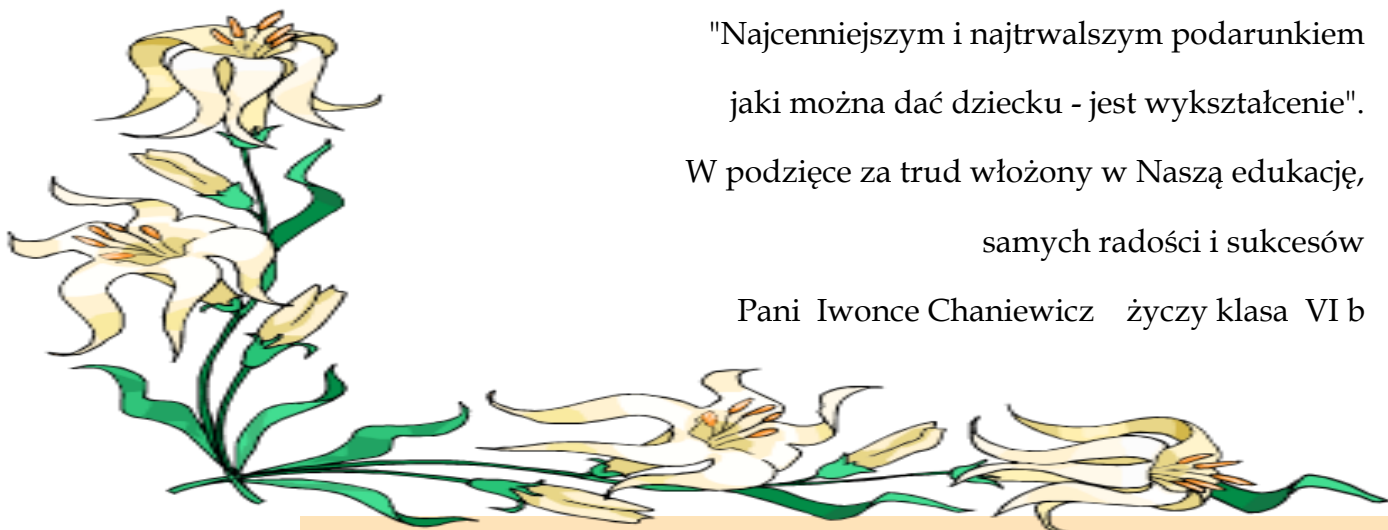 "Najcenniejszym i najtrwalszym podarunkiem
jaki można dać dziecku - jest wykształcenie".
W podzięce za trud włożony w Naszą edukację,
samych radości i sukcesów
Pani Iwonce Chaniewicz życzy klasa VI b